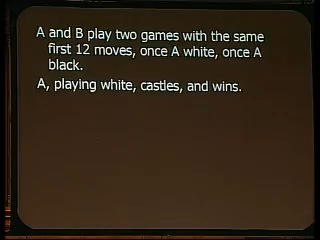 A and B play two games with the same
first 12 moves, once A white, once A
black.
A, playing white, castles, and wins.